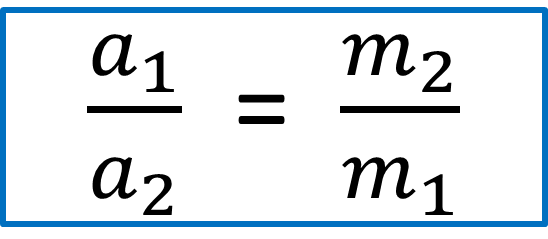 a₁/a₂ = m₂/m₁